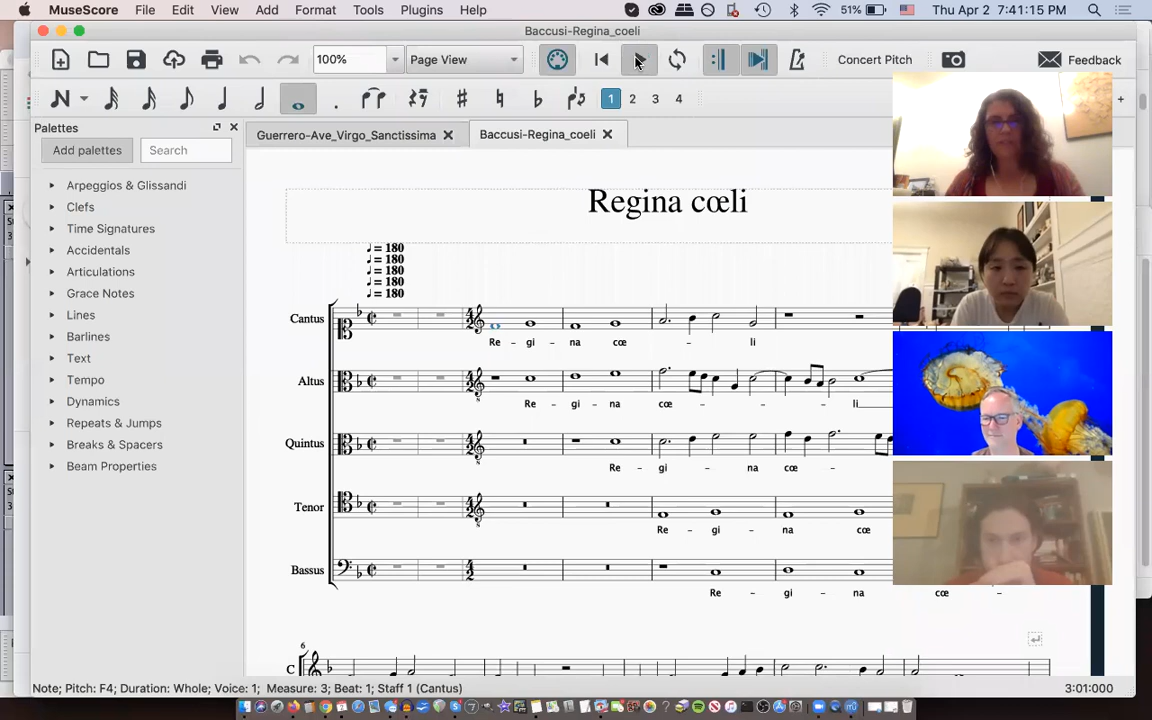 MuseScore File Edit View Add Format Tools Plugins Help 51% Thu Apr 2 7:41:15 PM
Baccusi-Regina_coeli
100% Page View Concert Pitch Feedback
1 2 3 4 +
Palettes
Guerrero-Ave_Virgo_Sanctissima Baccusi-Regina_coeli
Add palettes Search
Arpeggios & Glissandi
Clefs
Time Signatures
Accidentals
Articulations
Grace Notes
Lines
Barlines
Text
Tempo
Dynamics
Repeats & Jumps
Breaks & Spacers
Beam Properties
Regina cœli
= 180
= 180
= 180
= 180
= 180
Cantus
Re - gi - na cœ - li
Altus
Re - gi - na cœ - - - li
Quintus
Re - gi - na cœ -
Tenor
Re - gi - na cœ
Bassus
Re - gi - na cœ -
6
C
Note; Pitch: F4; Duration: Whole; Voice: 1; Measure: 3; Beat: 1; Staff 1 (Cantus) 3:01:000